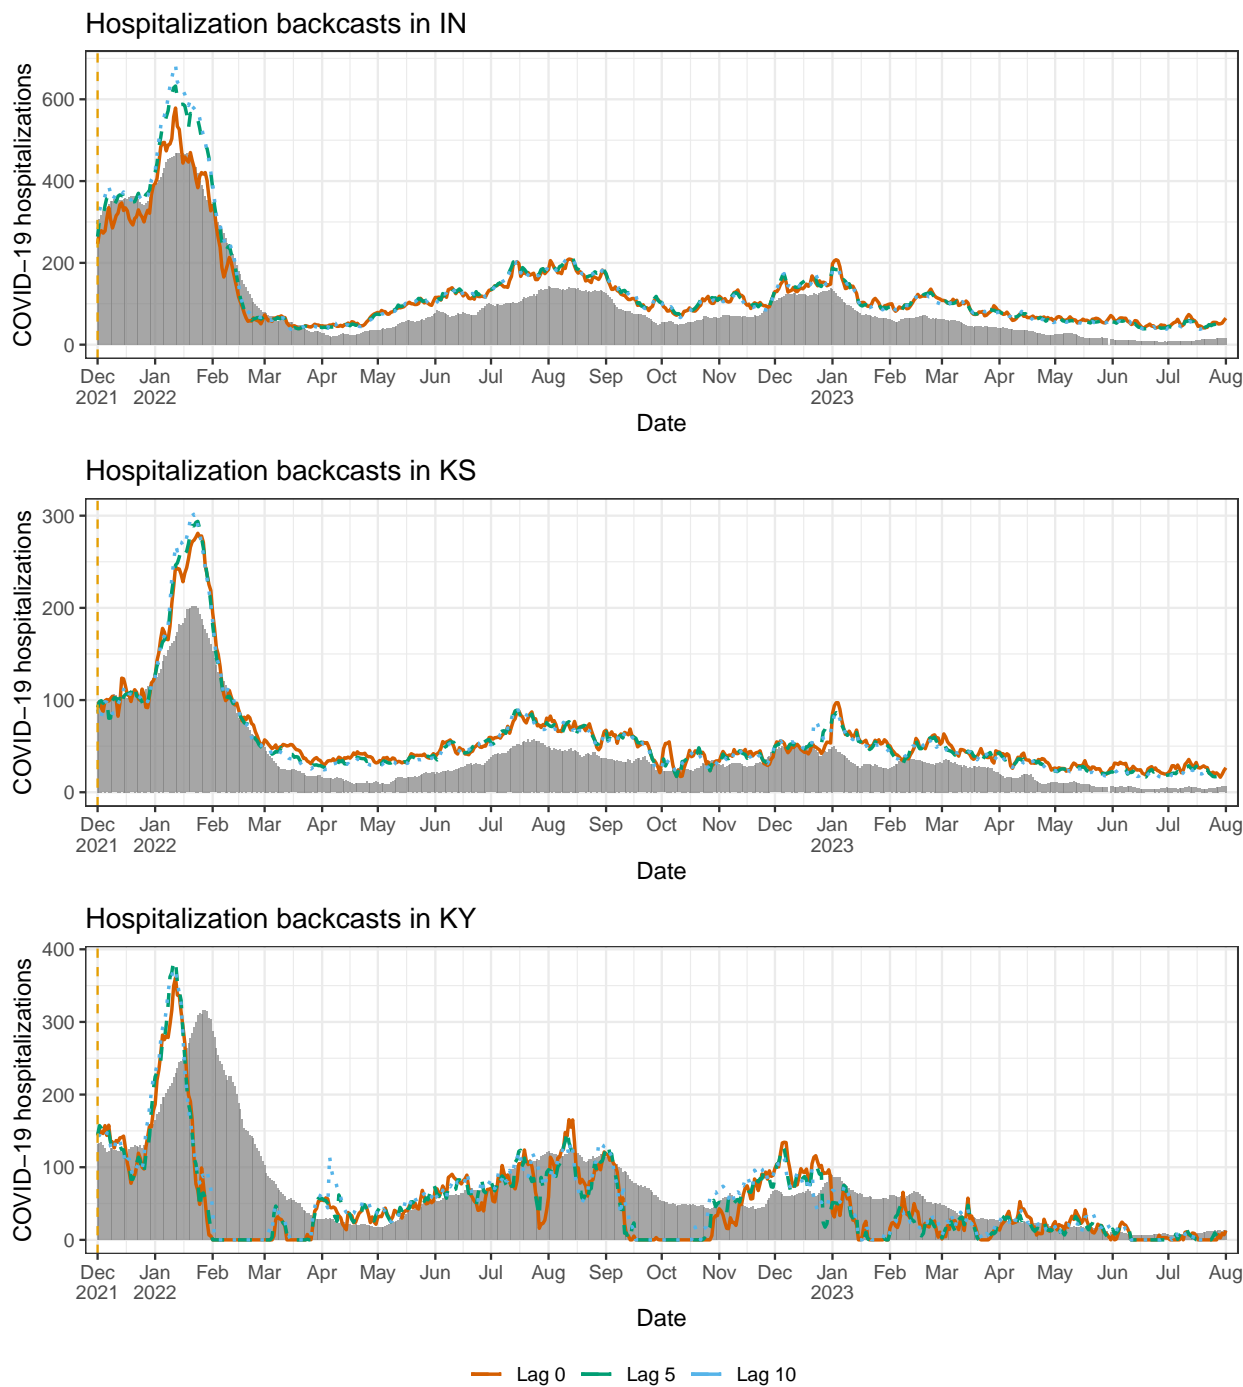 Hospitalization backcasts in IN
COVID−19 hospitalizations
600
400
200
0
Dec Jan Feb Mar Apr May Jun Jul Aug Sep Oct Nov Dec Jan Feb Mar Apr May Jun Jul Aug
2021 2022 2023
Date
Hospitalization backcasts in KS
COVID−19 hospitalizations
300
200
100
0
Dec Jan Feb Mar Apr May Jun Jul Aug Sep Oct Nov Dec Jan Feb Mar Apr May Jun Jul Aug
2021 2022 2023
Date
Hospitalization backcasts in KY
COVID−19 hospitalizations
400
300
200
100
0
Dec Jan Feb Mar Apr May Jun Jul Aug Sep Oct Nov Dec Jan Feb Mar Apr May Jun Jul Aug
2021 2022 2023
Date
Lag 0 Lag 5 Lag 10